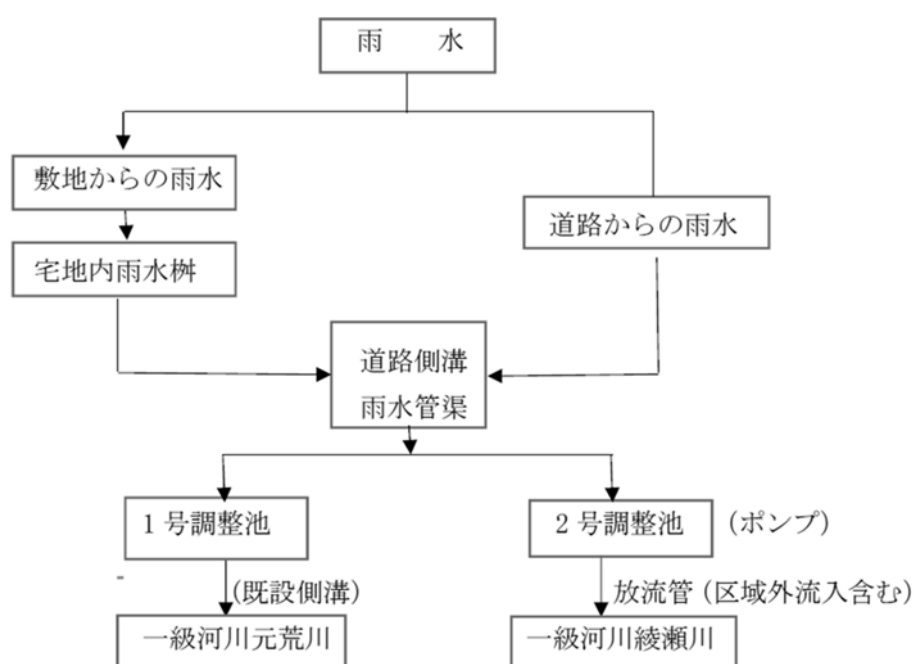 雨 水
敷地からの雨水
道路からの雨水
宅地内雨水桝
道路側溝
雨水管渠
1号調整池
2号調整池 (ポンプ)
(既設側溝)
放流管 (区域外流入含む)
一級河川元荒川
一級河川綾瀬川